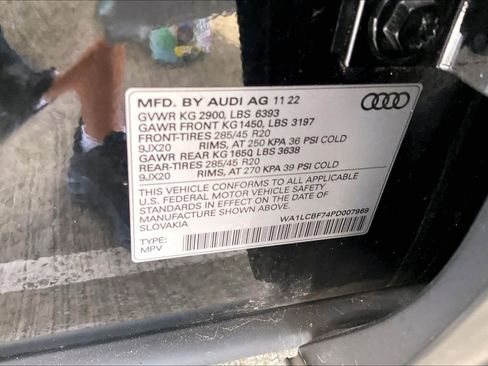 MFD. BY AUDI AG 11 22
GVWR KG 2900, LBS 6393
GAWR FRONT KG 1450, LBS 3197
FRONT-TIRES 285/45 R20
9JX20 RIMS, AT 250 KPA 36 PSI COLD
GAWR REAR KG 1650 LBS 3638
REAR-TIRES 285/45 R20
9JX20 RIMS, AT 270 KPA 39 PSI COLD
THIS VEHICLE CONFORMS TO ALL APPLICABLE
U.S. FEDERAL MOTOR VEHICLE SAFETY
STANDARDS IN EFFECT ON THE DATE OF
MANUFACTURE SHOWN ABOVE.
SLOVAKIA
WA1LCBF74PD007969
TYPE:
MPV